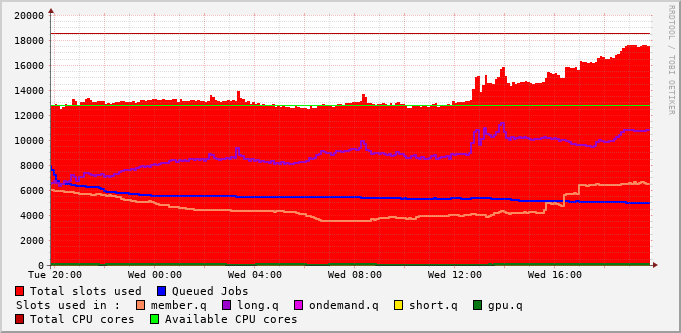 RRDTOOL / TOBI OETIKER
20000
18000
16000
14000
12000
10000
8000
6000
4000
2000
0
Tue 20:00 Wed 00:00 Wed 04:00 Wed 08:00 Wed 12:00 Wed 16:00
Total slots used Queued Jobs
Slots used in : member.q long.q ondemand.q short.q gpu.q
Total CPU cores Available CPU cores